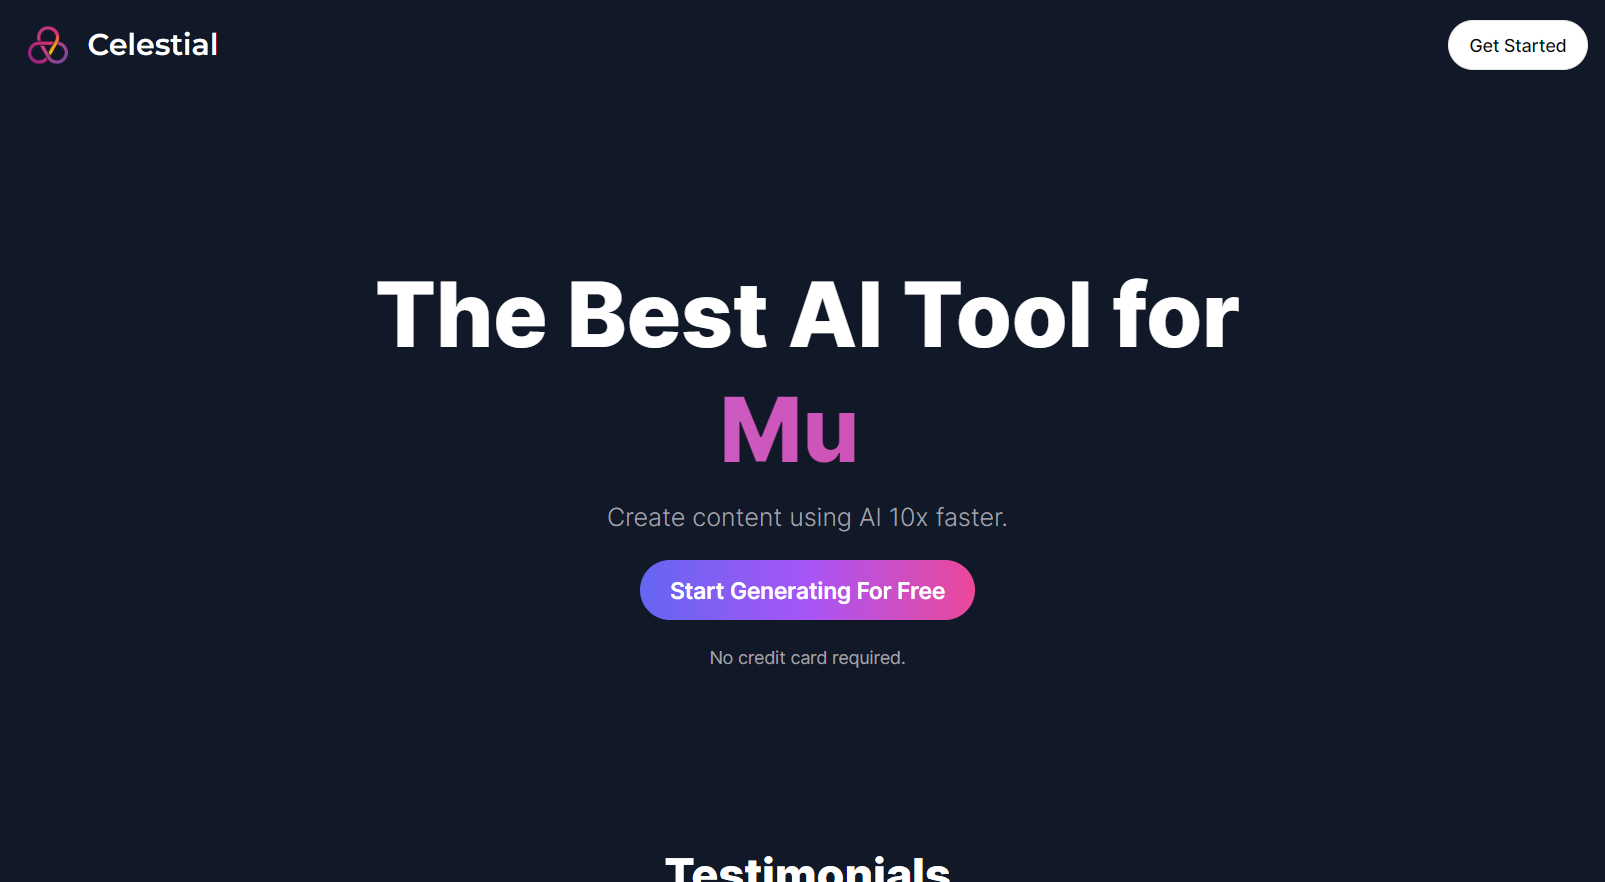 Celestial
Get Started
The Best AI Tool for
Mu
Create content using AI 10x faster.
Start Generating For Free
No credit card required.
Testimonials